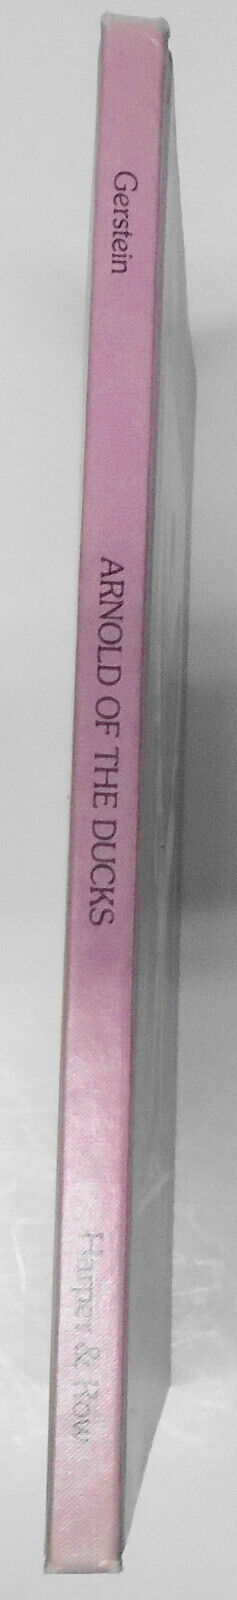 Gerstein
ARNOLD OF THE DUCKS
Harper & Row